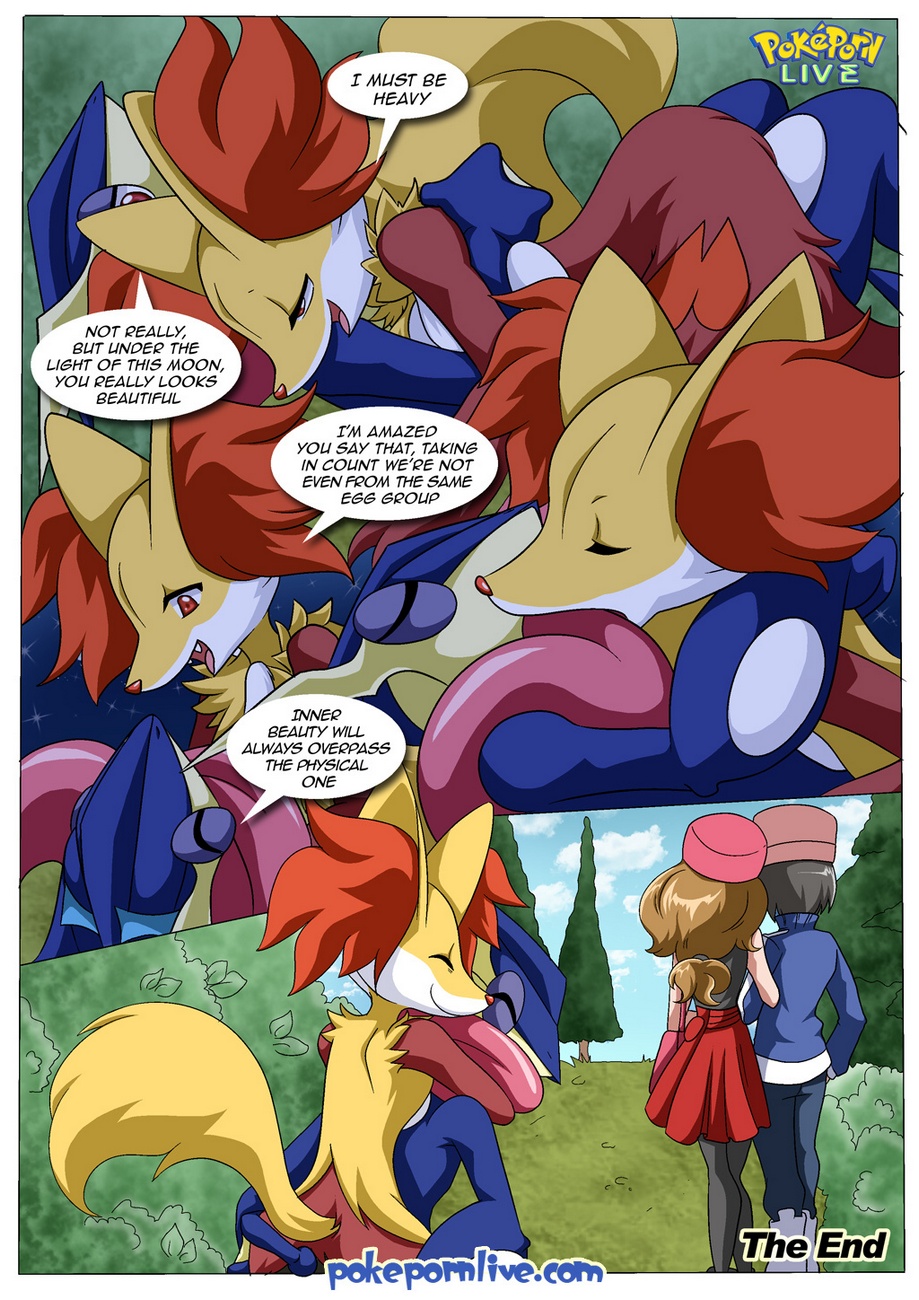 PoKéPorN
LIVE
I MUST BE
HEAVY
NOT REALLY,
BUT UNDER THE
LIGHT OF THIS MOON,
YOU REALLY LOOKS
BEAUTIFUL
I'M AMAZED
YOU SAY THAT, TAKING
IN COUNT WE'RE NOT
EVEN FROM THE SAME
EGG GROUP
INNER
BEAUTY WILL
ALWAYS OVERPASS
THE PHYSICAL
ONE
The End
pokepornlive.com